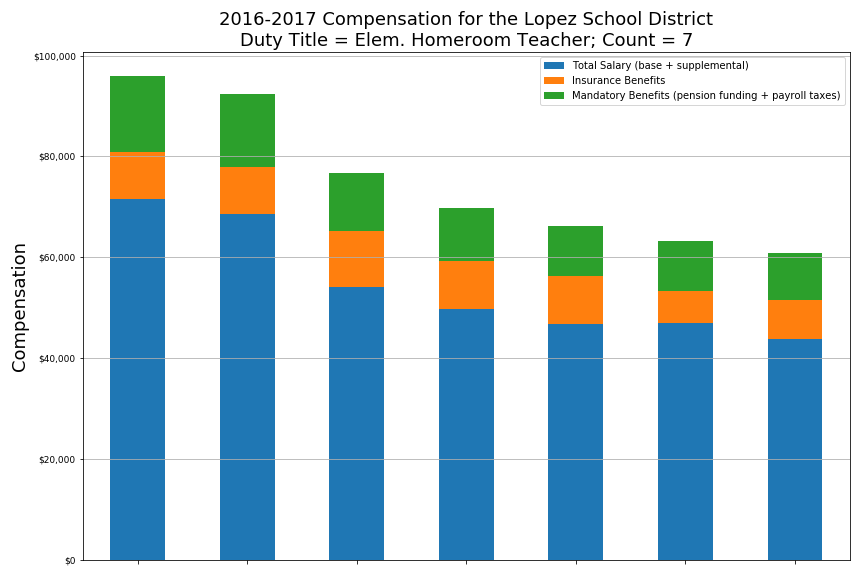 2016-2017 Compensation for the Lopez School District
Duty Title = Elem. Homeroom Teacher; Count = 7
Total Salary (base + supplemental)
Insurance Benefits
Mandatory Benefits (pension funding + payroll taxes)
Compensation
$100,000
$80,000
$60,000
$40,000
$20,000
$0